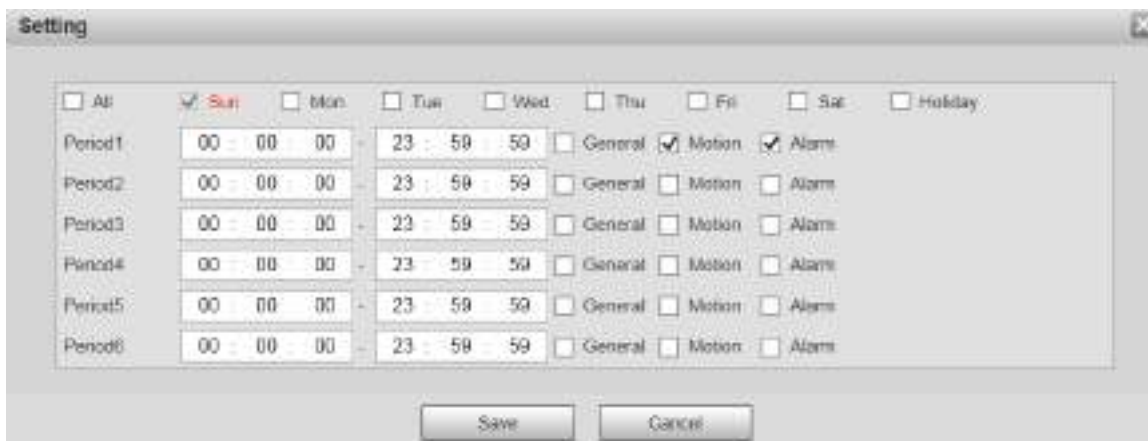 Setting
All Sun Mon Tue Wed Thu Fri Sat Holiday
Period1 00 : 00 : 00 - 23 : 59 : 59 General Motion Alarm
Period2 00 : 00 : 00 - 23 : 59 : 59 General Motion Alarm
Period3 00 : 00 : 00 - 23 : 59 : 59 General Motion Alarm
Period4 00 : 00 : 00 - 23 : 59 : 59 General Motion Alarm
Period5 00 : 00 : 00 - 23 : 59 : 59 General Motion Alarm
Period6 00 : 00 : 00 - 23 : 59 : 59 General Motion Alarm
Save Cancel